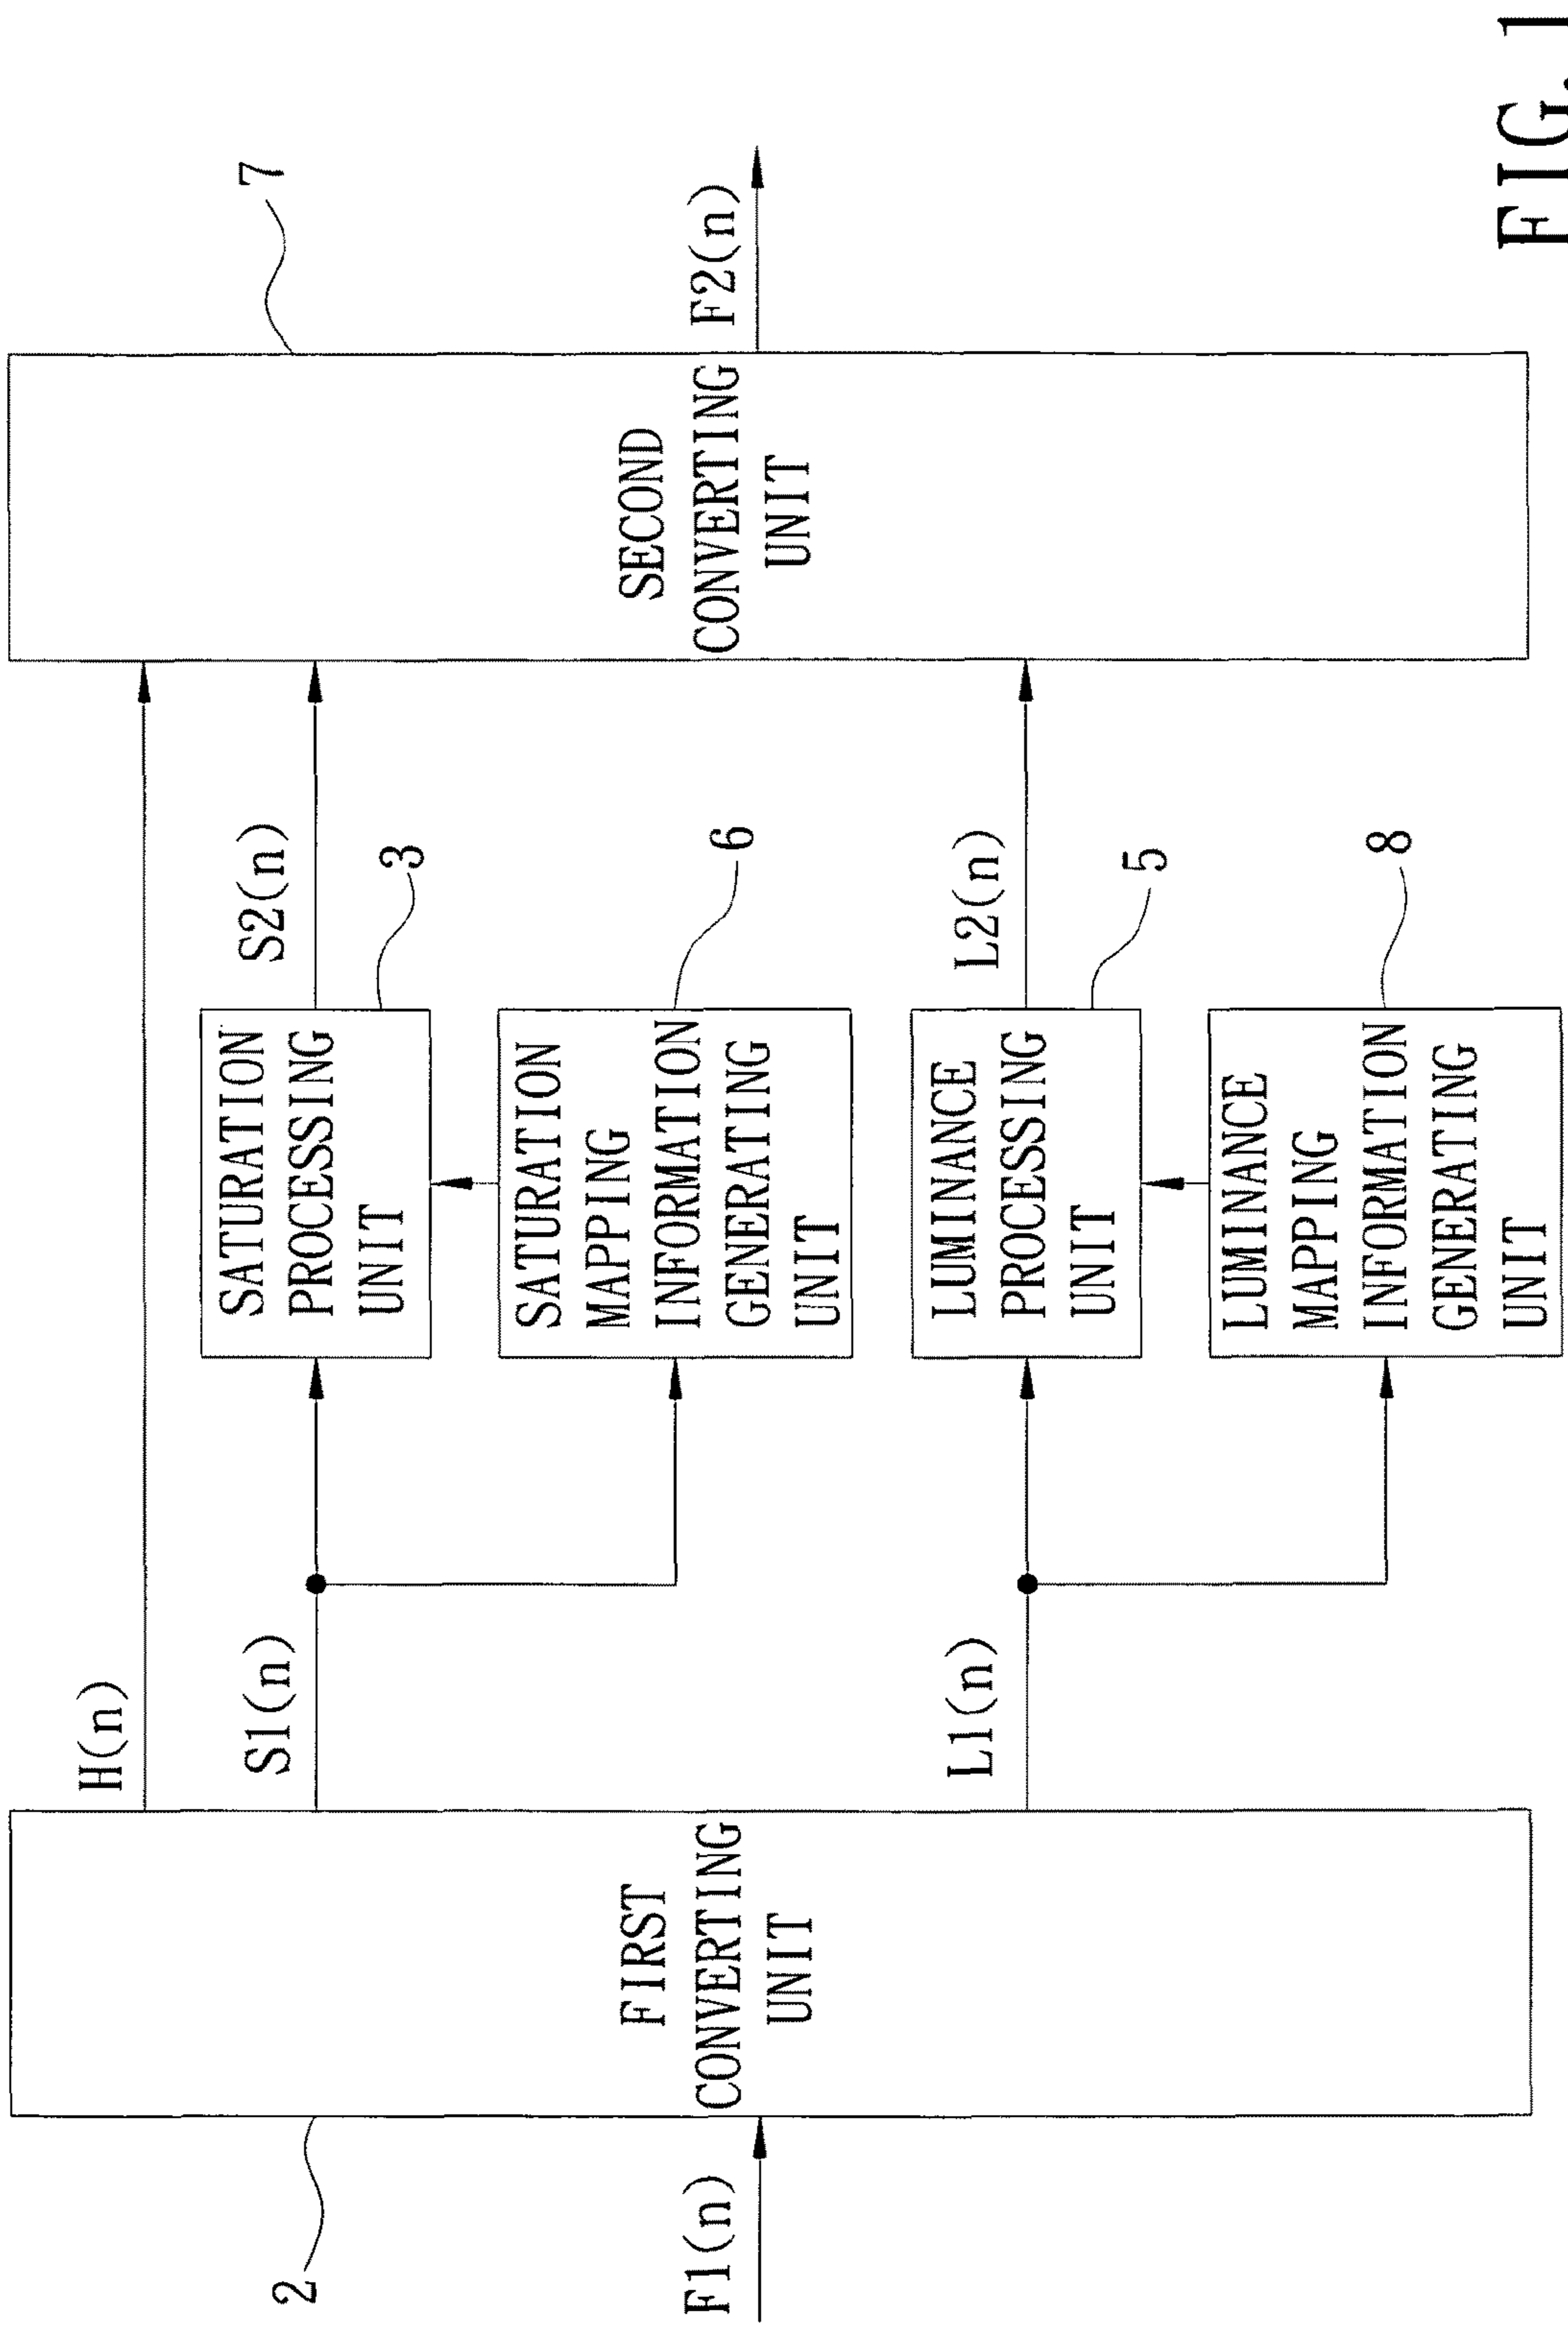 H(n)
S1(n)
S2(n)
L1(n)
L2(n)
F1(n)
F2(n)
2
FIRST
CONVERTING
UNIT
SATURATION
PROCESSING
UNIT
3
SATURATION
MAPPING
INFORMATION
GENERATING
UNIT
6
LUMINANCE
PROCESSING
UNIT
5
LUMINANCE
MAPPING
INFORMATION
GENERATING
UNIT
8
SECOND
CONVERTING
UNIT
7
FIG. 1